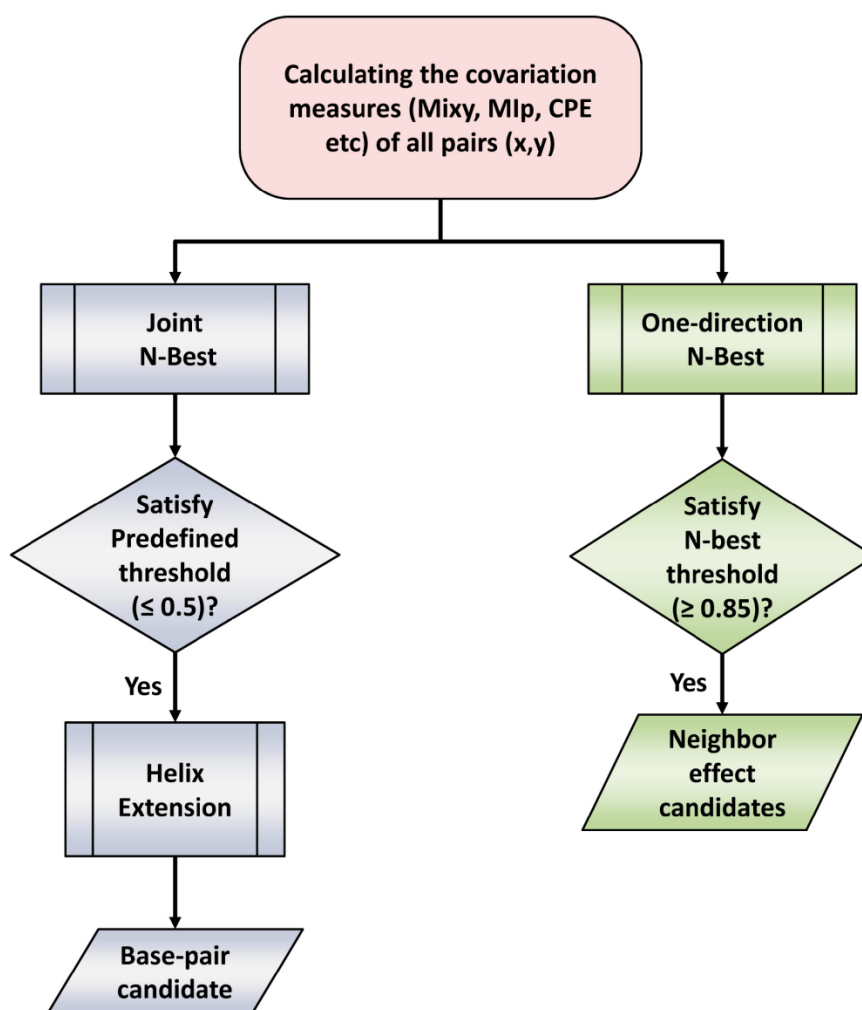 Calculating the covariation
measures (Mixy, MIp, CPE
etc) of all pairs (x,y)
Joint
N-Best
One-direction
N-Best
Satisfy
Predefined
threshold
(≤ 0.5)?
Satisfy
N-best
threshold
(≥ 0.85)?
Yes
Yes
Helix
Extension
Neighbor
effect
candidates
Base-pair
candidate